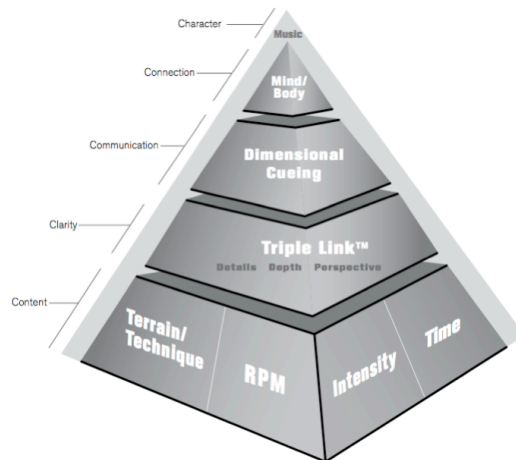 Character
Music
Connection
Mind/
Body
Communication
Dimensional
Cueing
Clarity
Triple Link™
Details Depth Perspective
Content
Terrain/
Technique
RPM
Intensity
Time